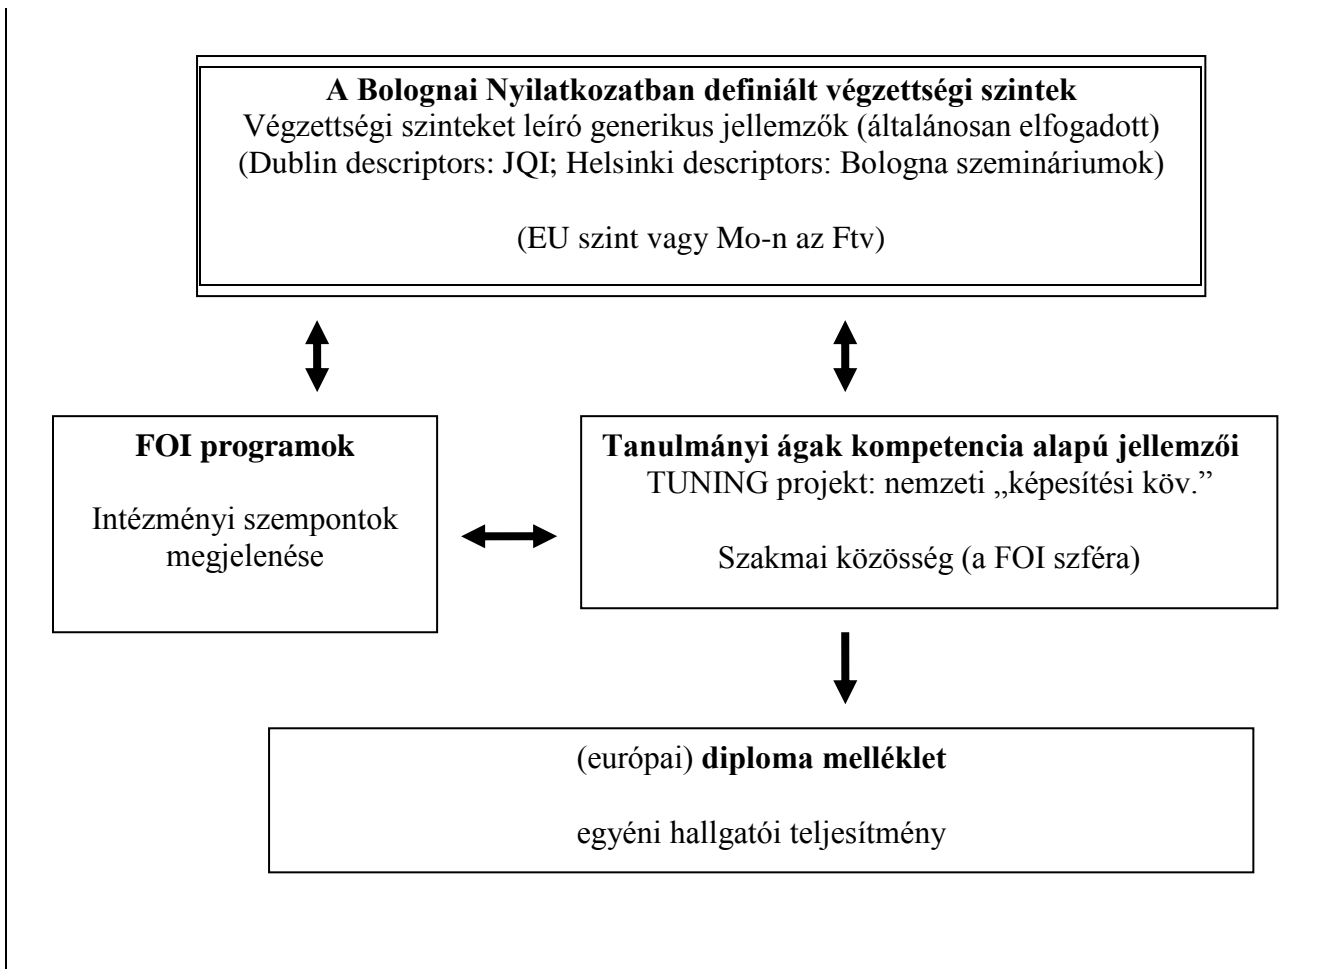 A Bolognai Nyilatkozatban definiált végzettségi szintek
Végzettségi szinteket leíró generikus jellemzők (általánosan elfogadott)
(Dublin descriptors: JQI; Helsinki descriptors: Bologna szemináriumok)
(EU szint vagy Mo-n az Ftv)
FOI programok
Intézményi szempontok
megjelenése
Tanulmányi ágak kompetencia alapú jellemzői
TUNING projekt: nemzeti „képesítési köv.”
Szakmai közösség (a FOI szféra)
(európai) diploma melléklet
egyéni hallgatói teljesítmény